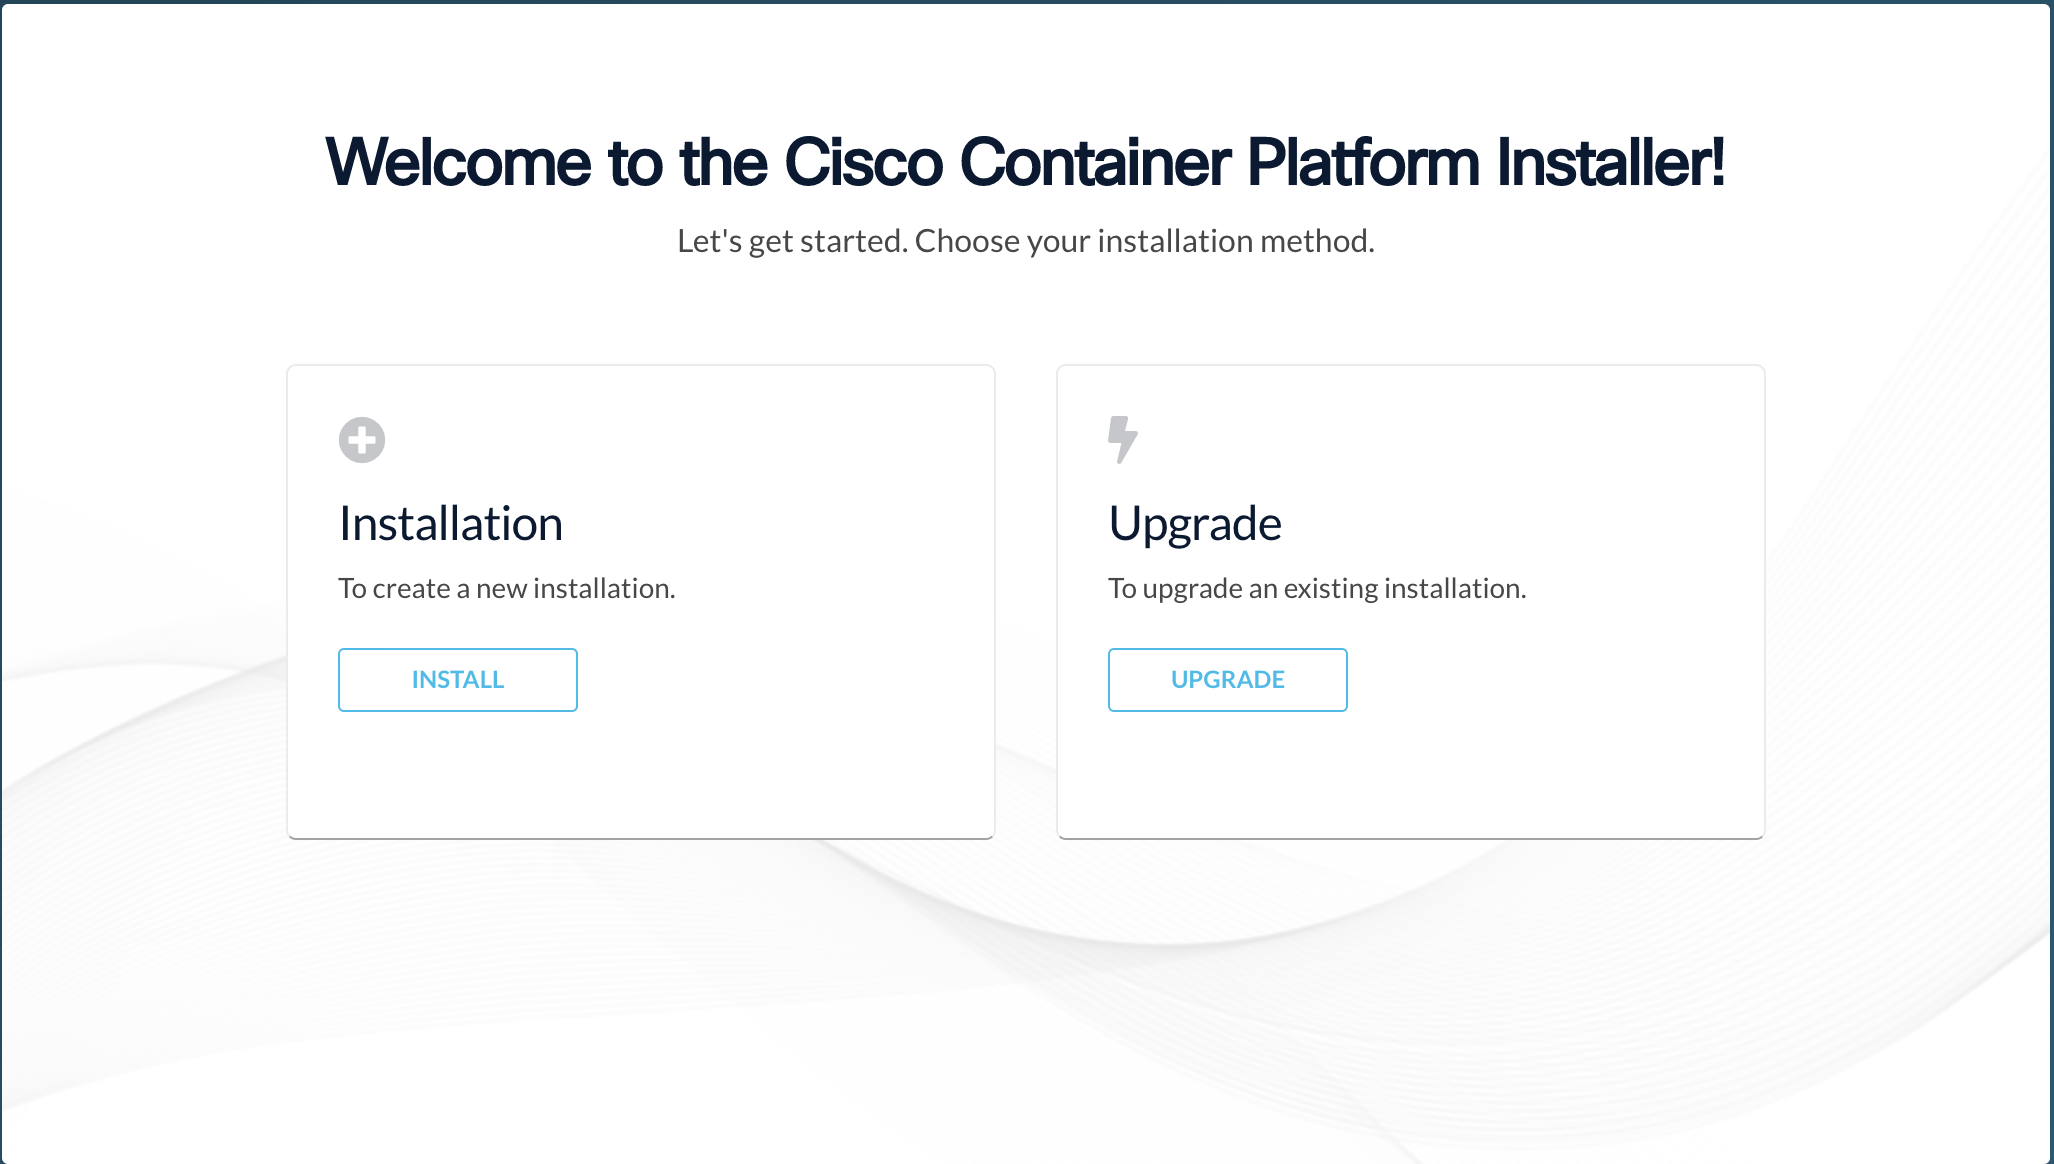 Welcome to the Cisco Container Platform Installer!
Let's get started. Choose your installation method.
Installation
To create a new installation.
INSTALL
Upgrade
To upgrade an existing installation.
UPGRADE